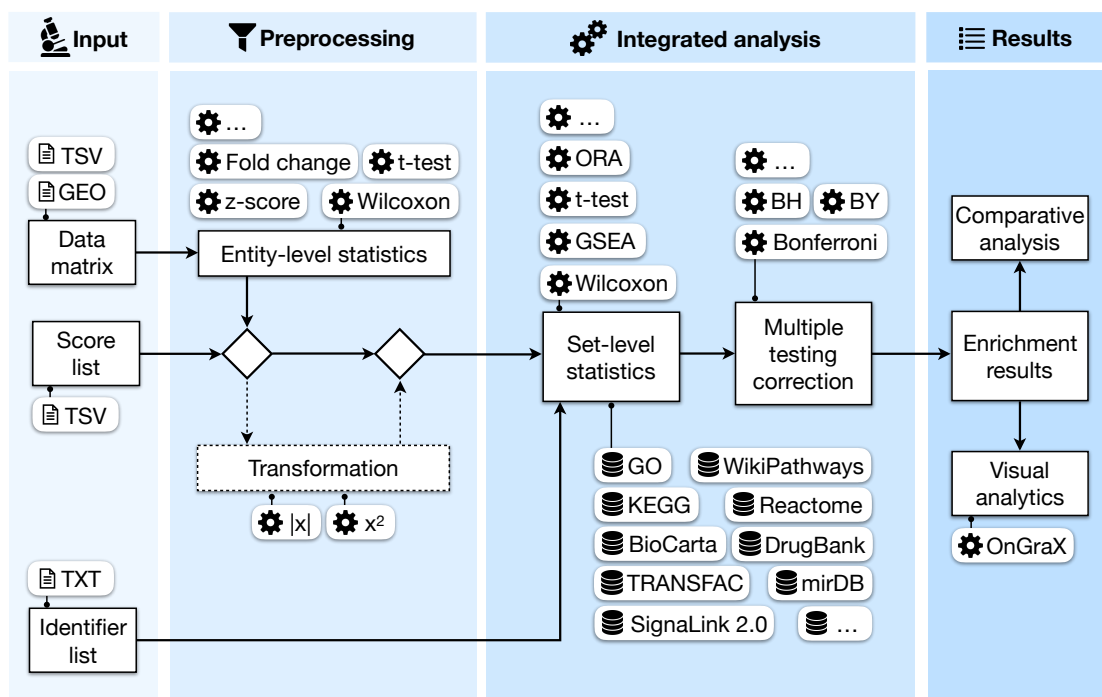 Input
Preprocessing
Integrated analysis
Results
TSV
GEO
Data
matrix
Score
list
TSV
TXT
Identifier
list
...
Fold change
t-test
z-score
Wilcoxon
Entity-level statistics
Transformation
|x|
x²
...
ORA
t-test
GSEA
Wilcoxon
Set-level
statistics
...
BH
BY
Bonferroni
Multiple
testing
correction
GO
WikiPathways
KEGG
Reactome
BioCarta
DrugBank
TRANSFAC
mirDB
SignaLink 2.0
...
Comparative
analysis
Enrichment
results
Visual
analytics
OnGraX